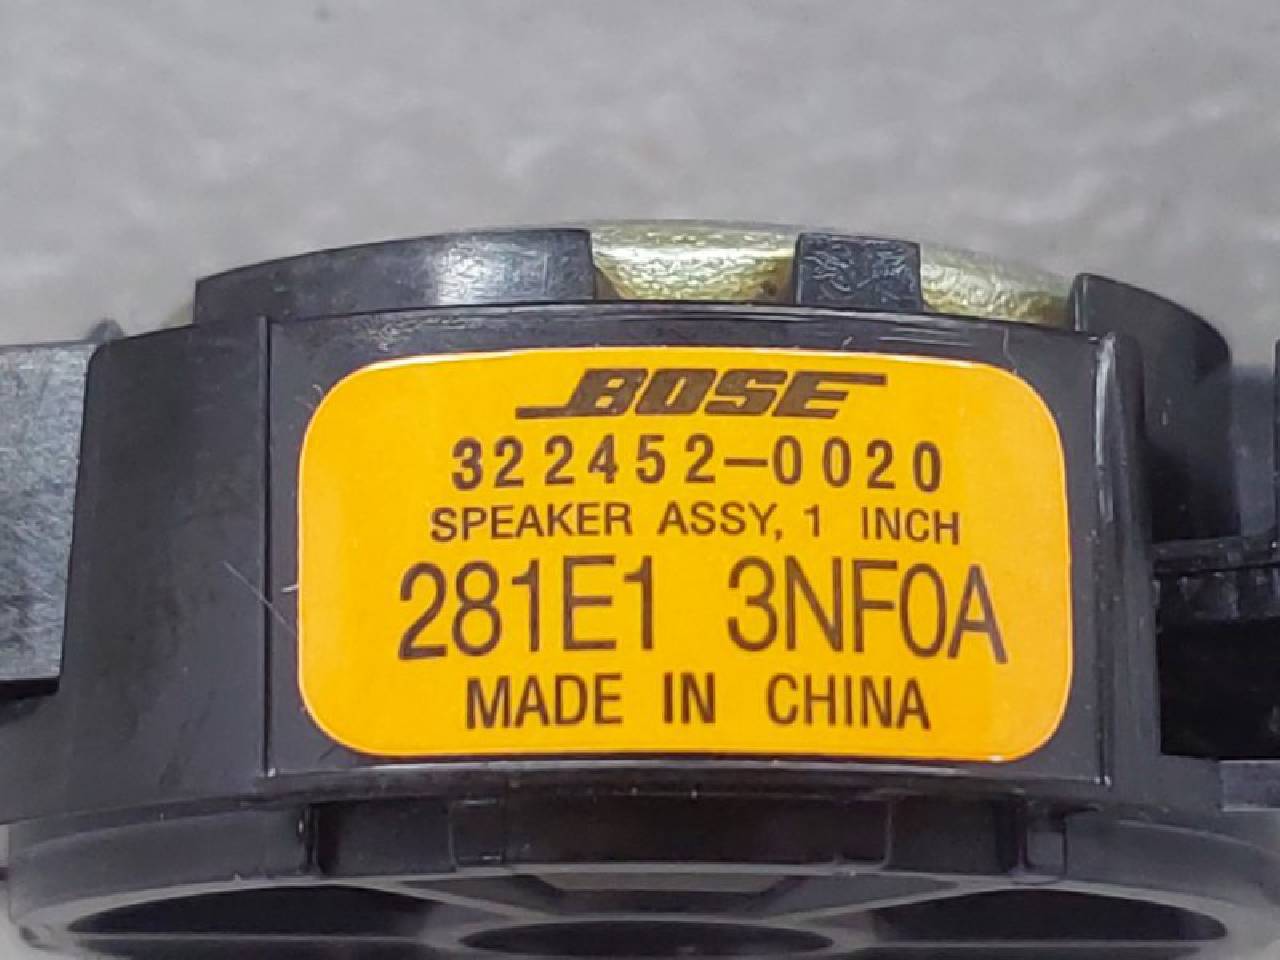 BOSE
322452-0020
SPEAKER ASSY, 1 INCH
281E1 3NF0A
MADE IN CHINA